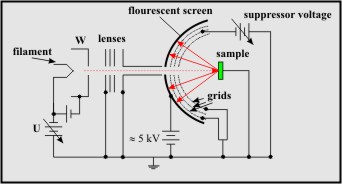 flourescent screen
suppressor voltage
W
lenses
filament
sample
grids
U
≈ 5 kV